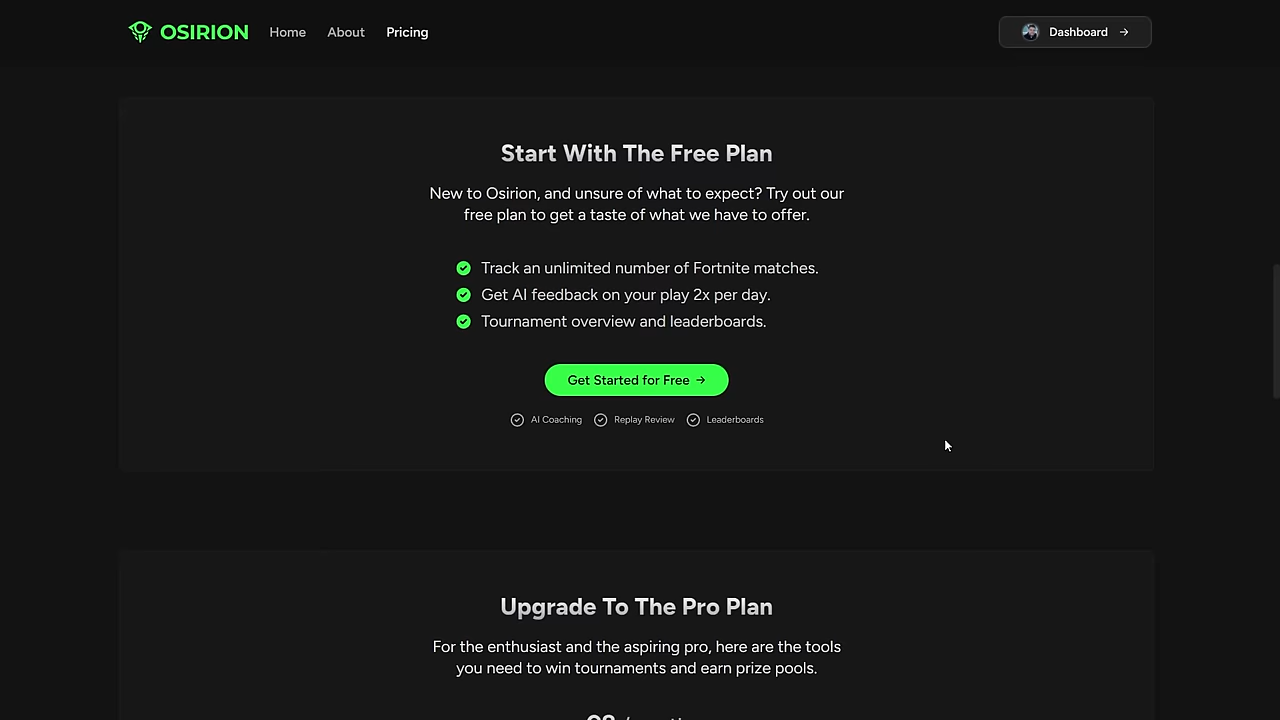 OSIRION
Home
About
Pricing
Dashboard
Start With The Free Plan
New to Osirion, and unsure of what to expect? Try out our
free plan to get a taste of what we have to offer.
Track an unlimited number of Fortnite matches.
Get AI feedback on your play 2x per day.
Tournament overview and leaderboards.
Get Started for Free →
AI Coaching
Replay Review
Leaderboards
Upgrade To The Pro Plan
For the enthusiast and the aspiring pro, here are the tools
you need to win tournaments and earn prize pools.